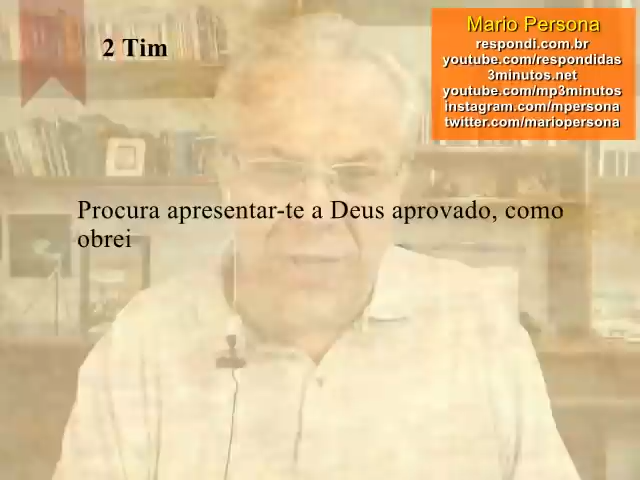 2 Tim
Mario Persona
respondi.com.br
youtube.com/respondidas
3minutos.net
youtube.com/mp3minutos
instagram.com/mpersona
twitter.com/mariopersona
Procura apresentar-te a Deus aprovado, como
obrei